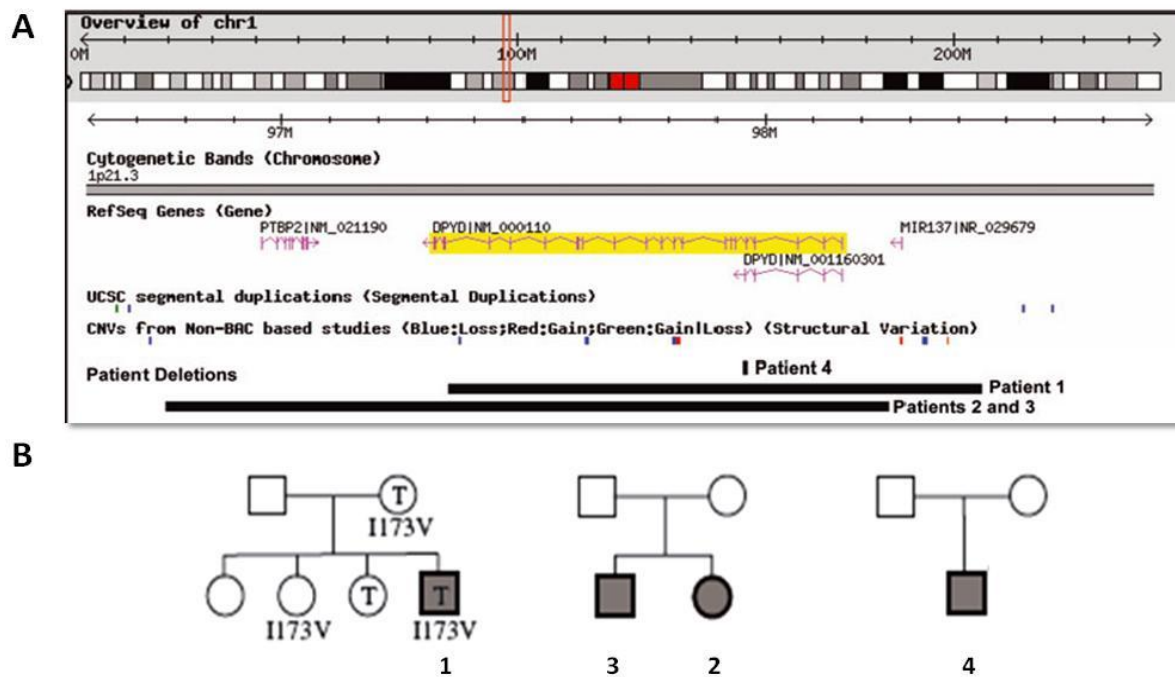 A
Overview of chr1
0M 100M 200M
97M 98M
Cytogenetic Bands (Chromosome)
1p21.3
RefSeq Genes (Gene)
PTBP2|NM_021190 DPYD|NM_000110 MIR137|NR_029679
DPYD|NM_001160301
UCSC segmental duplications (Segmental Duplications)
CNVs from Non-BAC based studies (Blue:Loss;Red:Gain;Green:Gain|Loss) (Structural Variation)
Patient Deletions Patient 4
Patient 1
Patients 2 and 3
B
T
I173V
T T
I173V I173V
1 3 2 4